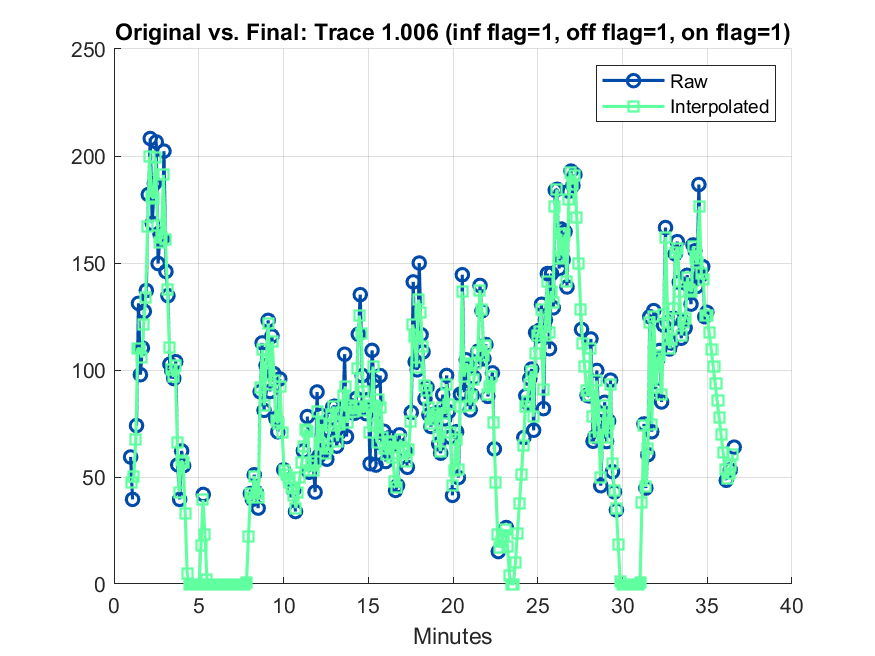 Original vs. Final: Trace 1.006 (inf flag=1, off flag=1, on flag=1)
250
200
150
100
50
0
Raw
Interpolated
0 5 10 15 20 25 30 35 40
Minutes